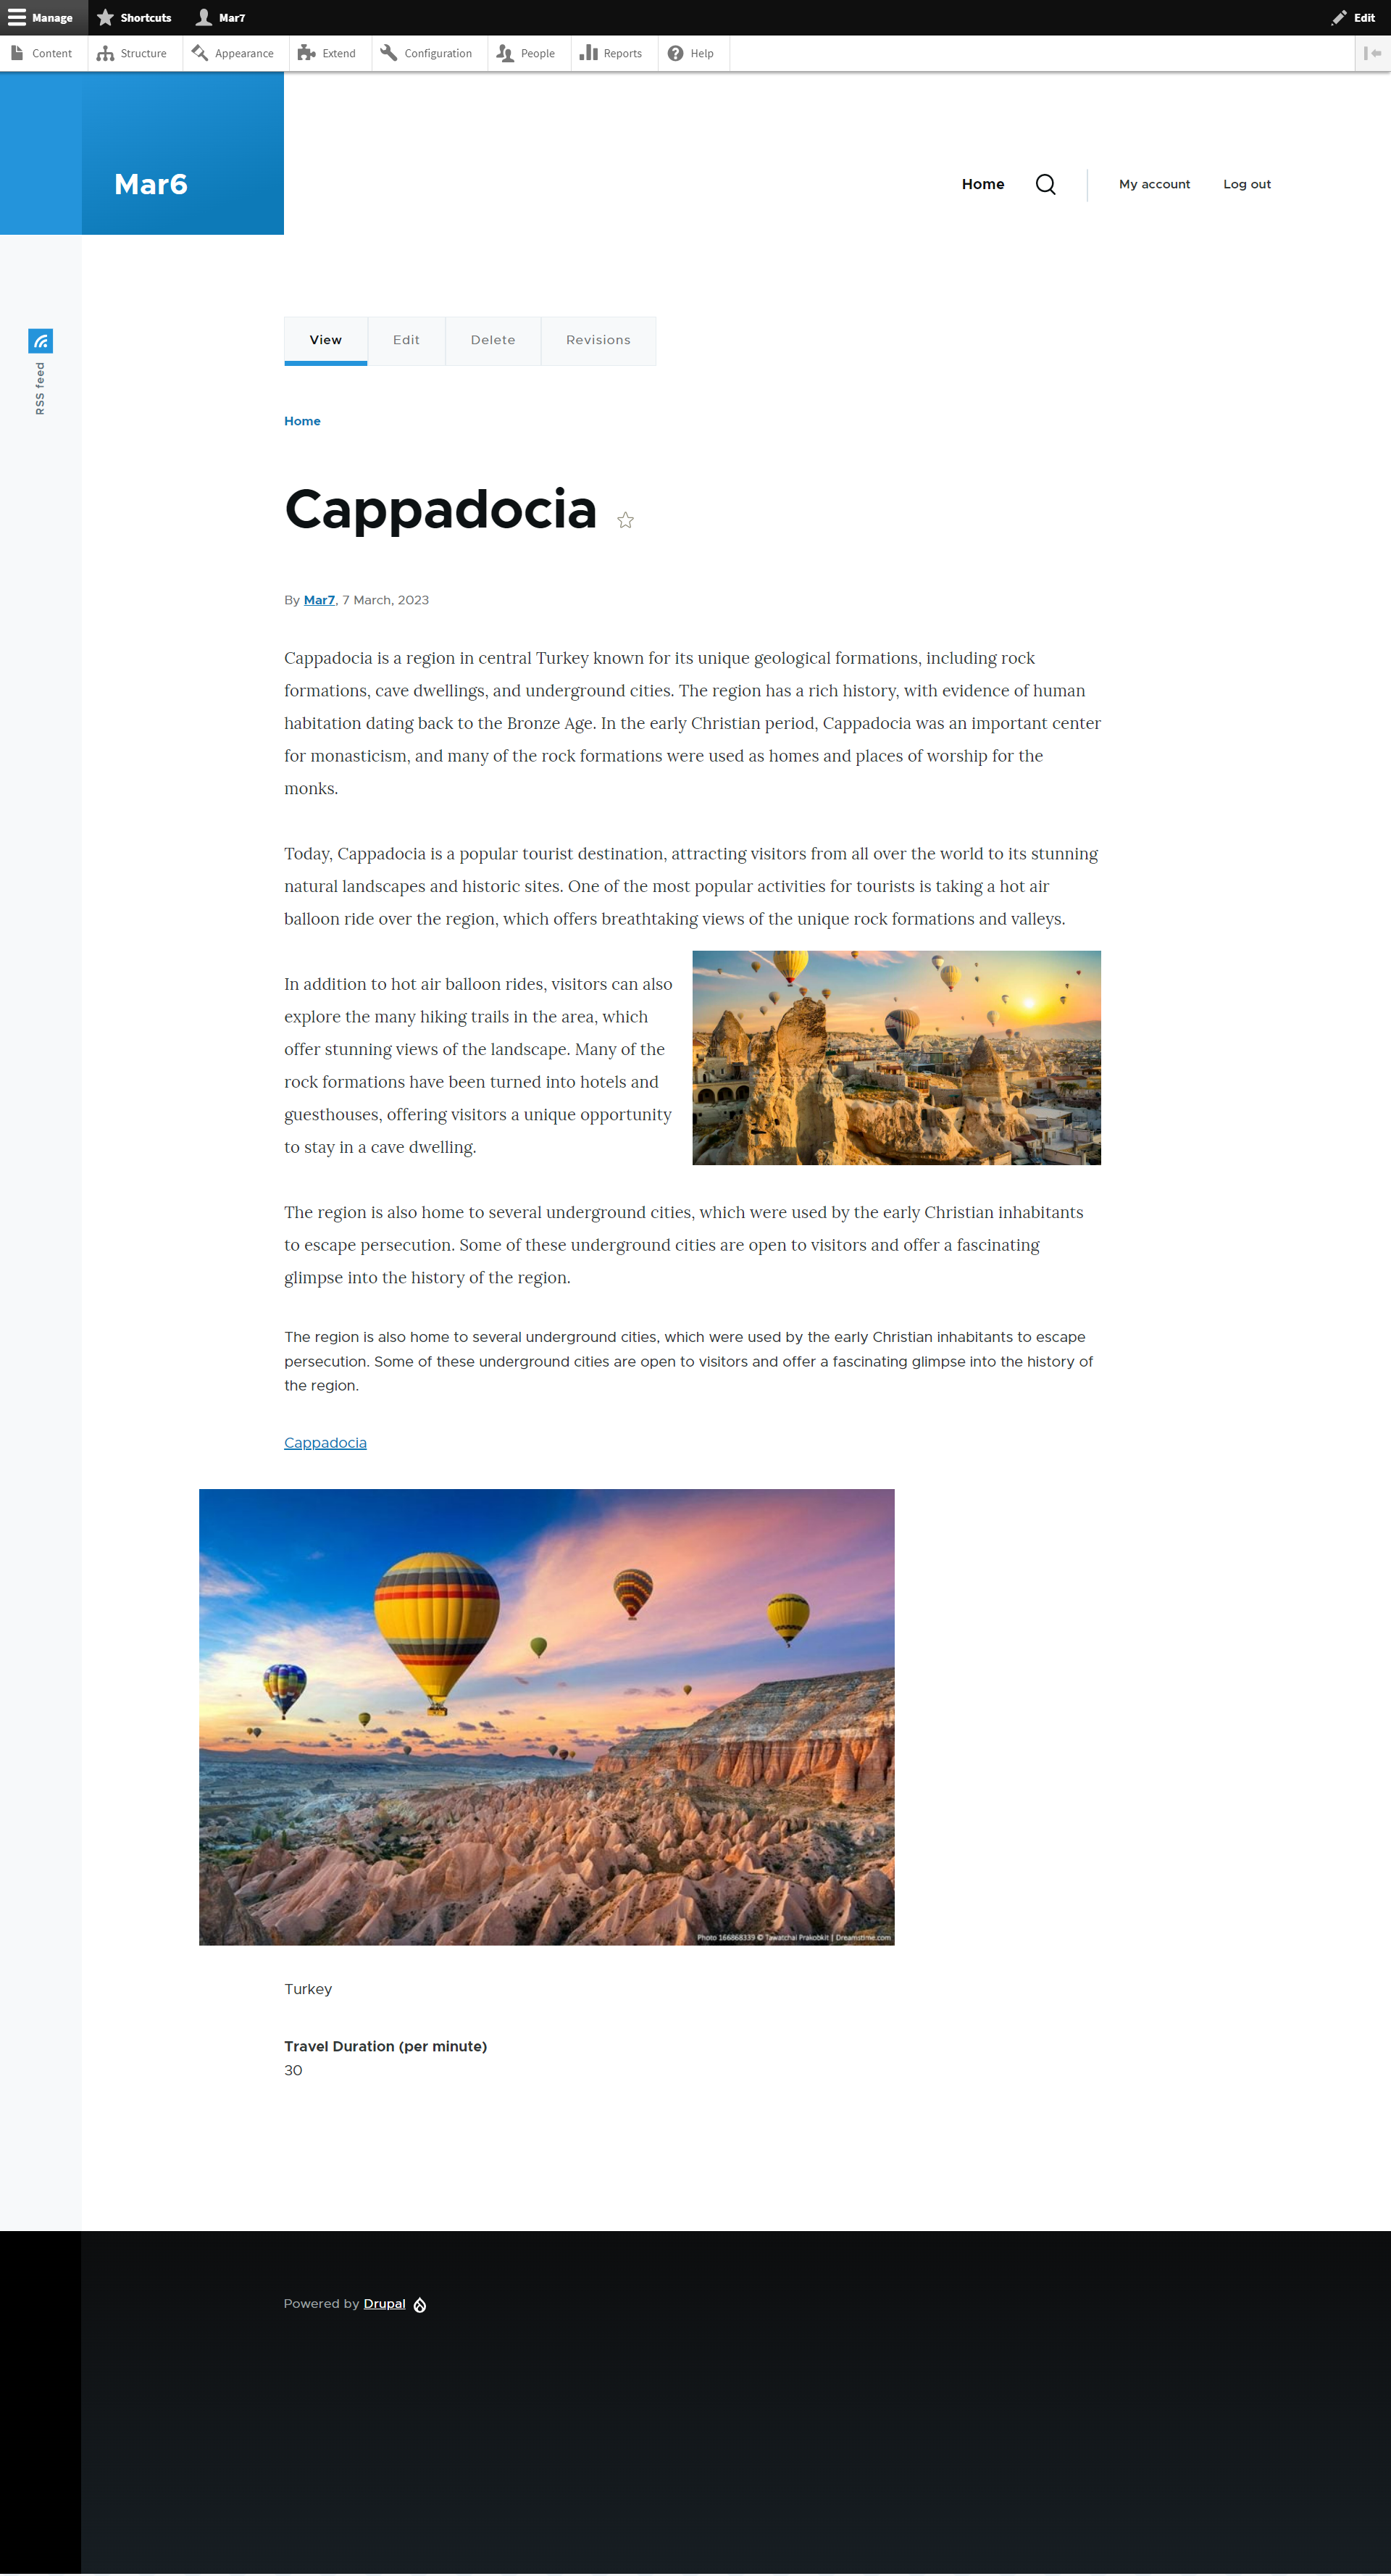 Manage Shortcuts Mar7 Edit
Content Structure Appearance Extend Configuration People Reports Help
Mar6
Home My account Log out
RSS feed
View Edit Delete Revisions
Home
Cappadocia
By Mar7, 7 March, 2023
Cappadocia is a region in central Turkey known for its unique geological formations, including rock
formations, cave dwellings, and underground cities. The region has a rich history, with evidence of human
habitation dating back to the Bronze Age. In the early Christian period, Cappadocia was an important center
for monasticism, and many of the rock formations were used as homes and places of worship for the
monks.
Today, Cappadocia is a popular tourist destination, attracting visitors from all over the world to its stunning
natural landscapes and historic sites. One of the most popular activities for tourists is taking a hot air
balloon ride over the region, which offers breathtaking views of the unique rock formations and valleys.
In addition to hot air balloon rides, visitors can also
explore the many hiking trails in the area, which
offer stunning views of the landscape. Many of the
rock formations have been turned into hotels and
guesthouses, offering visitors a unique opportunity
to stay in a cave dwelling.
The region is also home to several underground cities, which were used by the early Christian inhabitants
to escape persecution. Some of these underground cities are open to visitors and offer a fascinating
glimpse into the history of the region.
The region is also home to several underground cities, which were used by the early Christian inhabitants to escape
persecution. Some of these underground cities are open to visitors and offer a fascinating glimpse into the history of
the region.
Cappadocia
Photo 166868339 © Tawatchai Prakobkit | Dreamstime.com
Turkey
Travel Duration (per minute)
30
Powered by Drupal